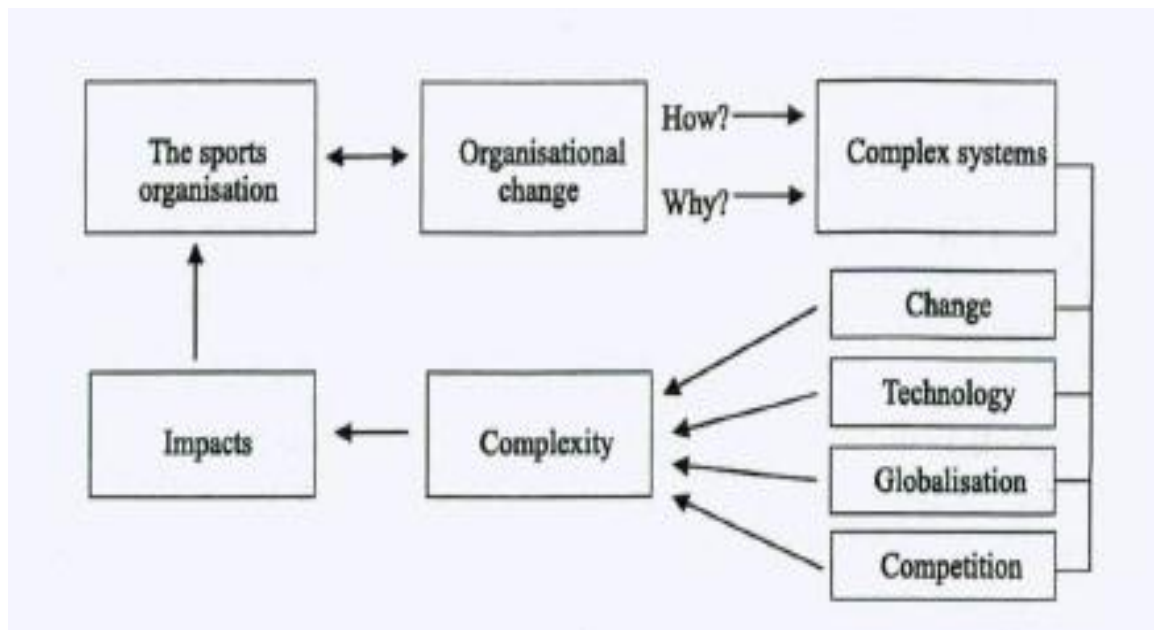 The sports
organisation
Organisational
change
How?
Why?
Complex systems
Change
Technology
Globalisation
Competition
Complexity
Impacts